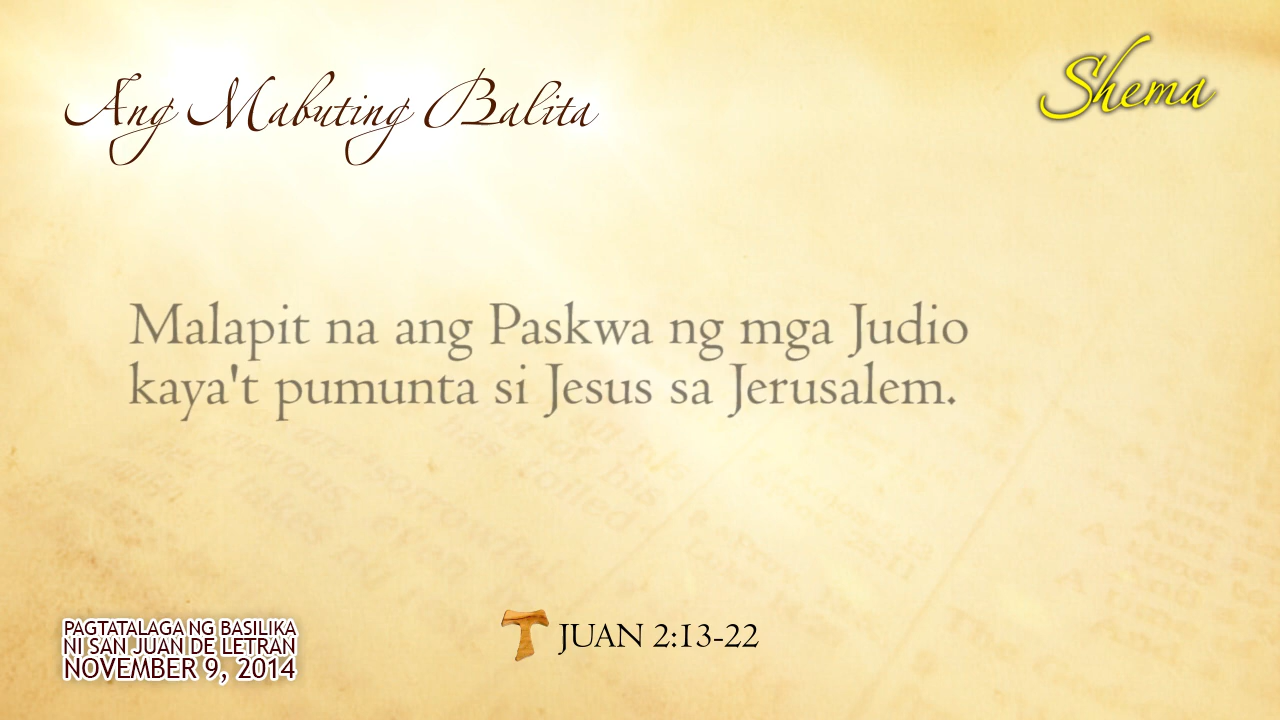 Ang Mabuting Balita
Shema
Malapit na ang Paskwa ng mga Judio
kaya't pumunta si Jesus sa Jerusalem.
PAGTATALAGA NG BASILIKA
NI SAN JUAN DE LETRAN
NOVEMBER 9, 2014
JUAN 2:13-22